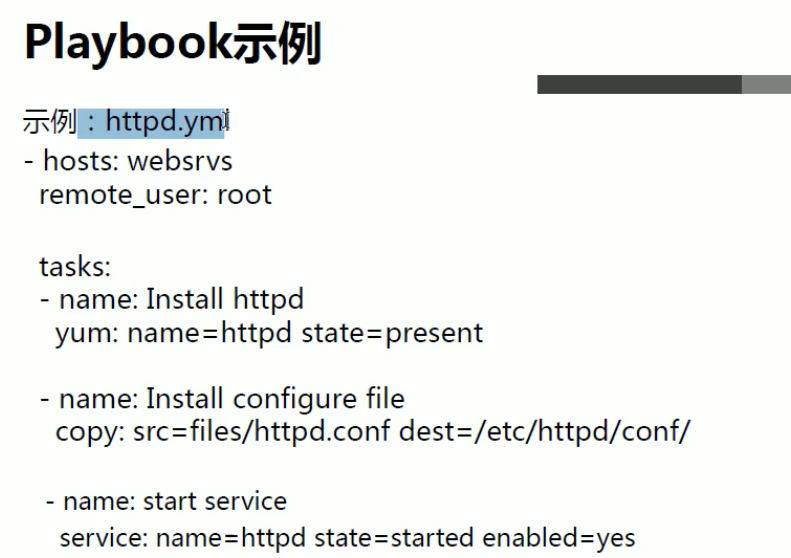 Playbook示例
示例：httpd.yml
- hosts: websrvs
remote_user: root
tasks:
- name: Install httpd
yum: name=httpd state=present
- name: Install configure file
copy: src=files/httpd.conf dest=/etc/httpd/conf/
- name: start service
service: name=httpd state=started enabled=yes